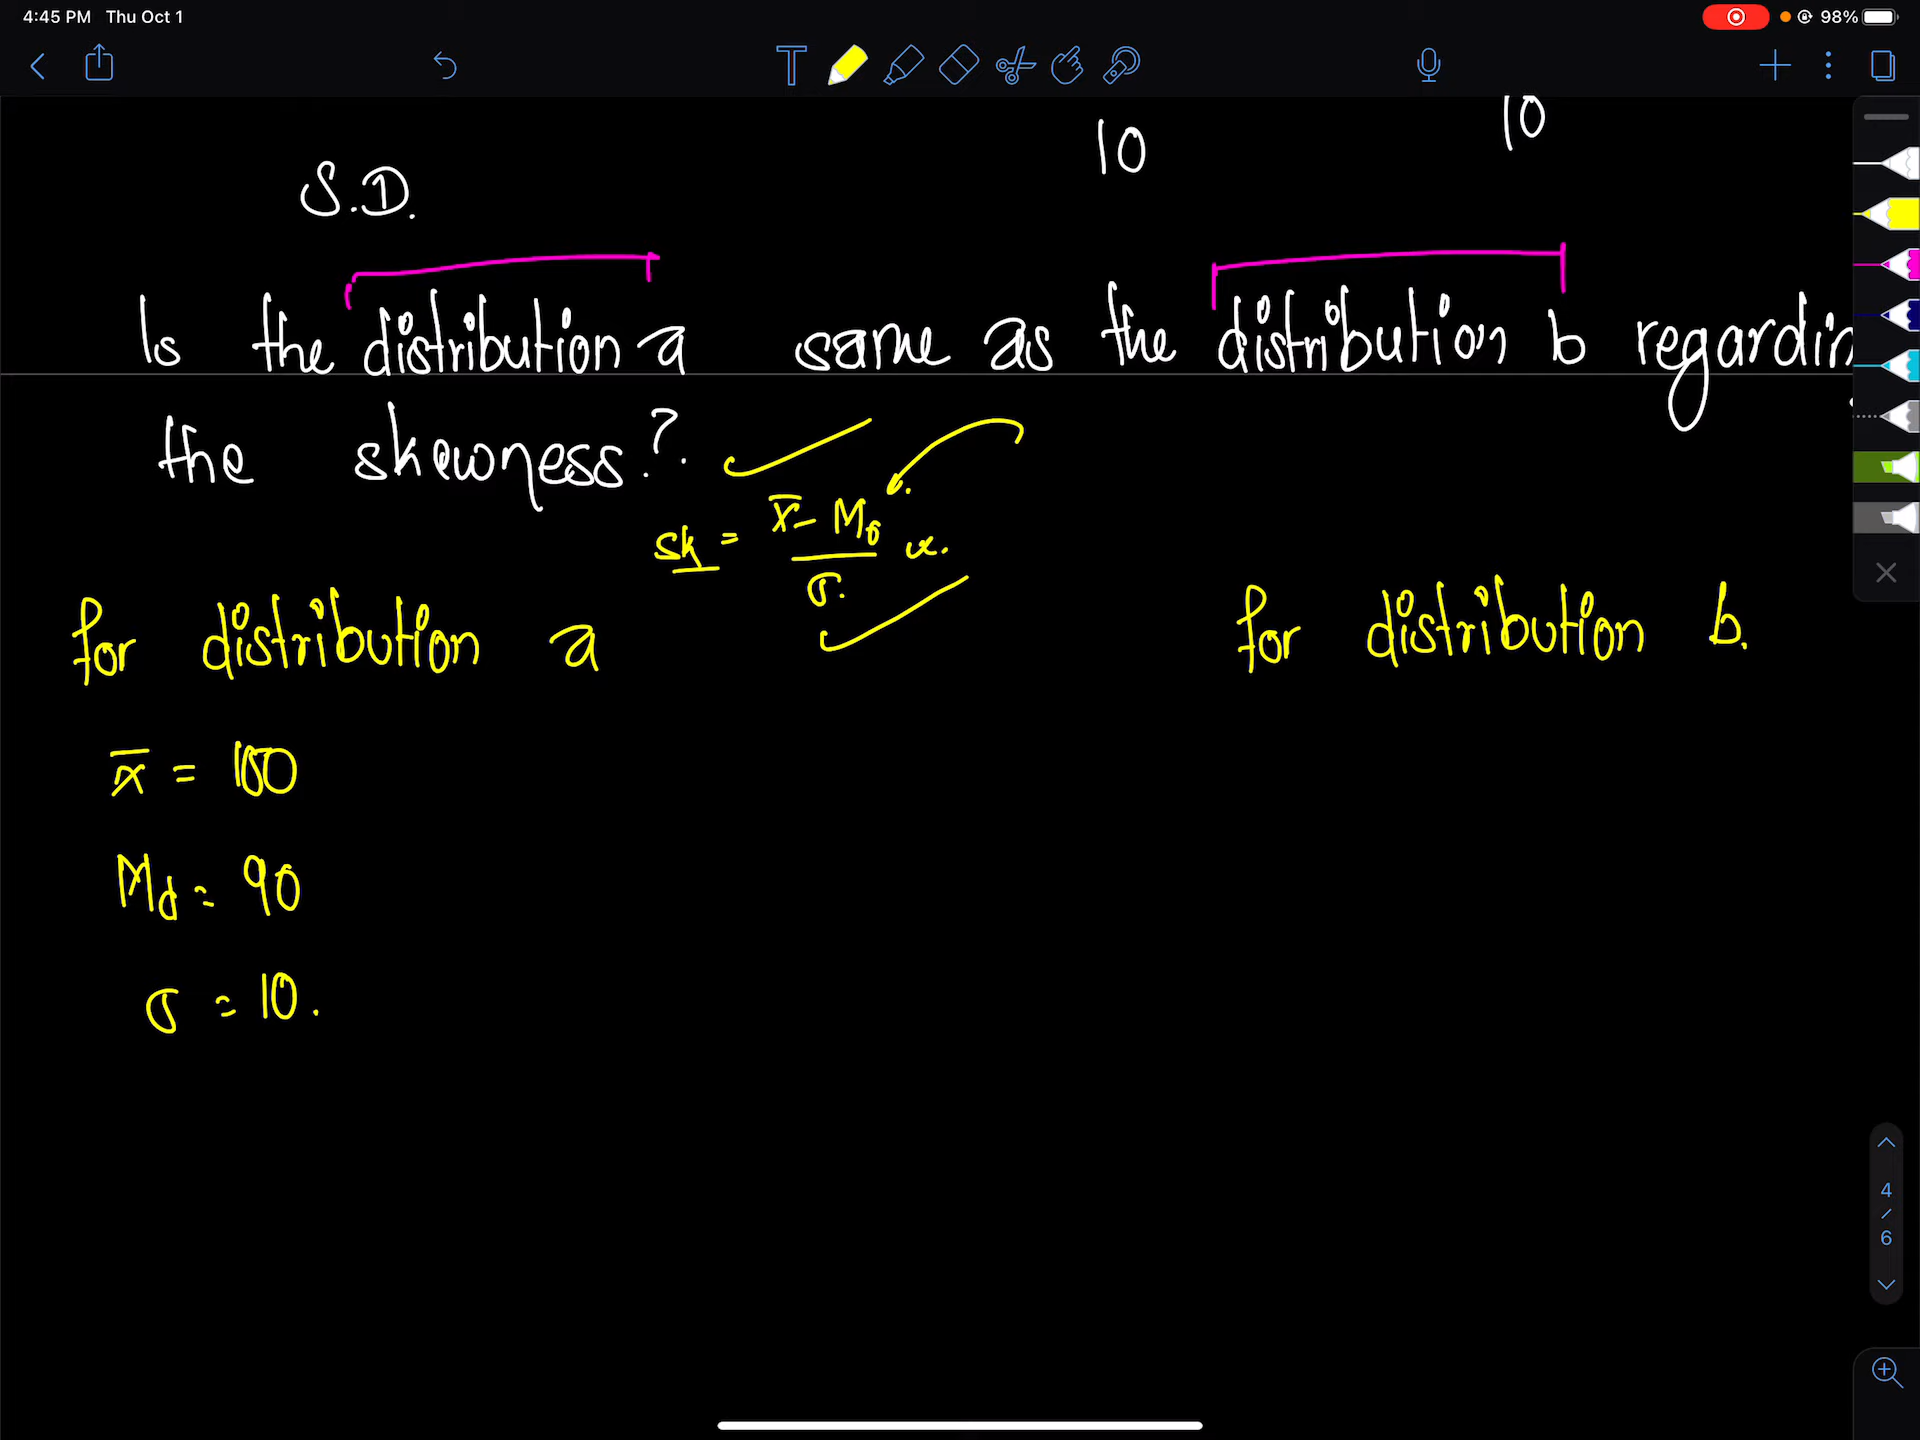 4:45 PM Thu Oct 1
98%
10
10
S.D.
Is the distribution a same as the distribution b regardin
the skewness?
sk = x̄ - Mo x.
σ.
for distribution a
for distribution b.
x̄ = 100
Md = 90
σ = 10.
4
/
6